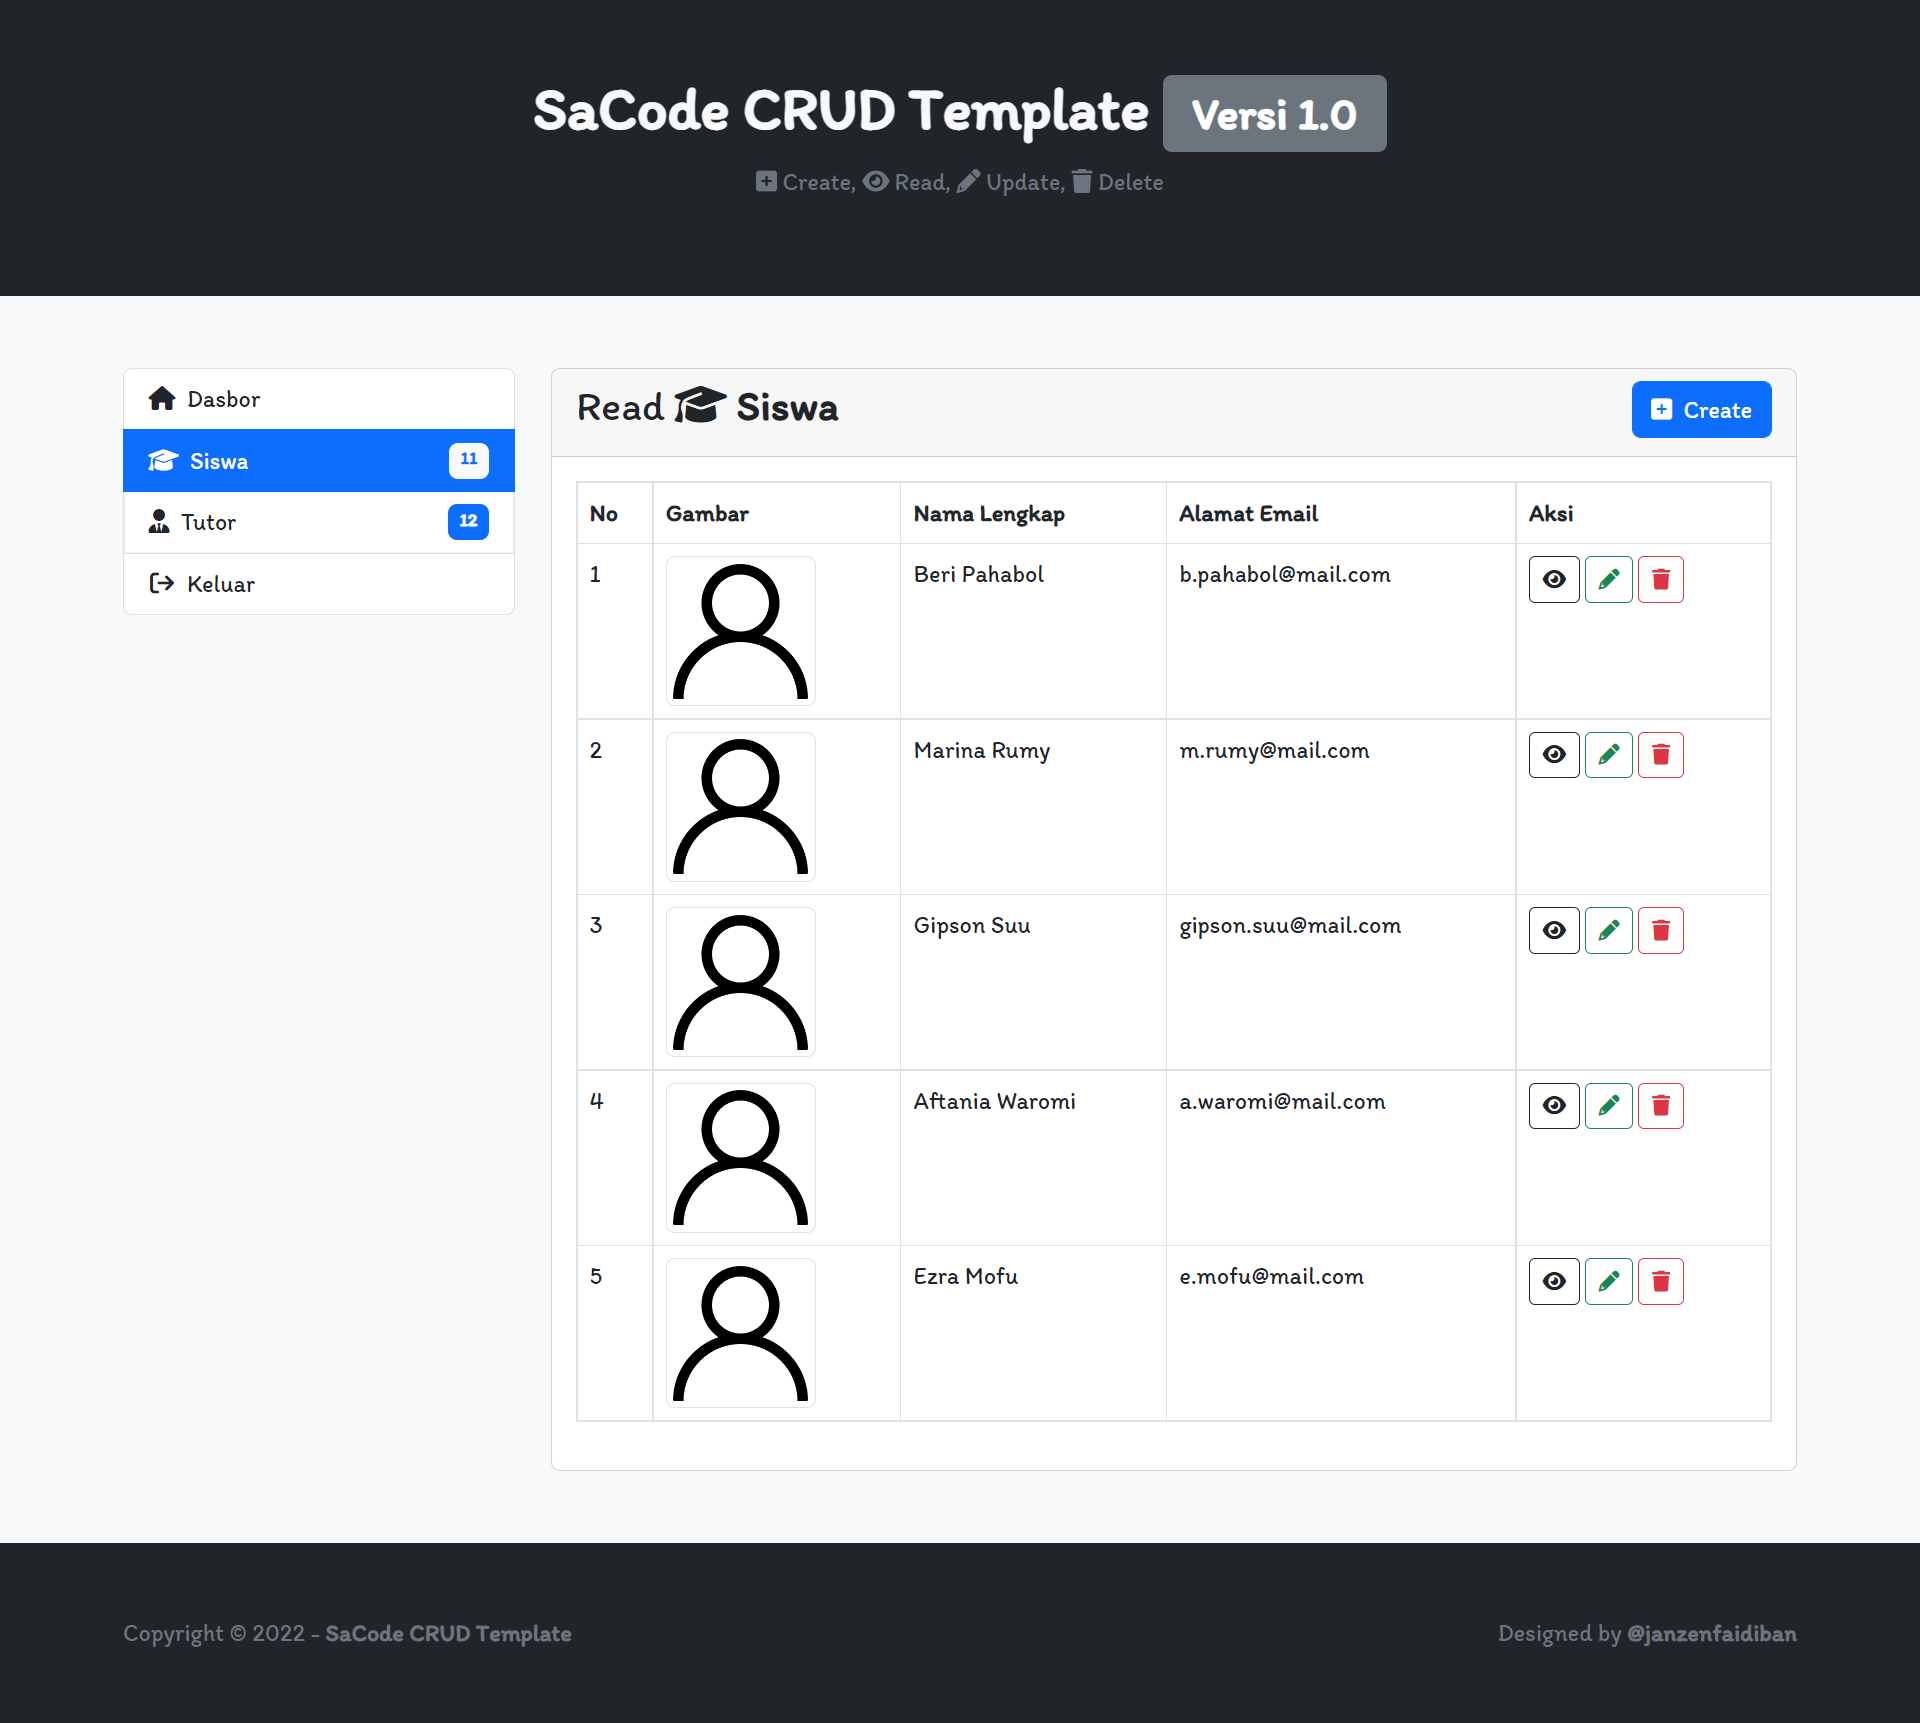 SaCode CRUD Template Versi 1.0
Create, Read, Update, Delete
Dasbor
Siswa 11
Tutor 12
Keluar
Read Siswa
Create
No Gambar Nama Lengkap Alamat Email Aksi
1 Beri Pahabol b.pahabol@mail.com
2 Marina Rumy m.rumy@mail.com
3 Gipson Suu gipson.suu@mail.com
4 Aftania Waromi a.waromi@mail.com
5 Ezra Mofu e.mofu@mail.com
Copyright © 2022 - SaCode CRUD Template
Designed by @janzenfaidiban